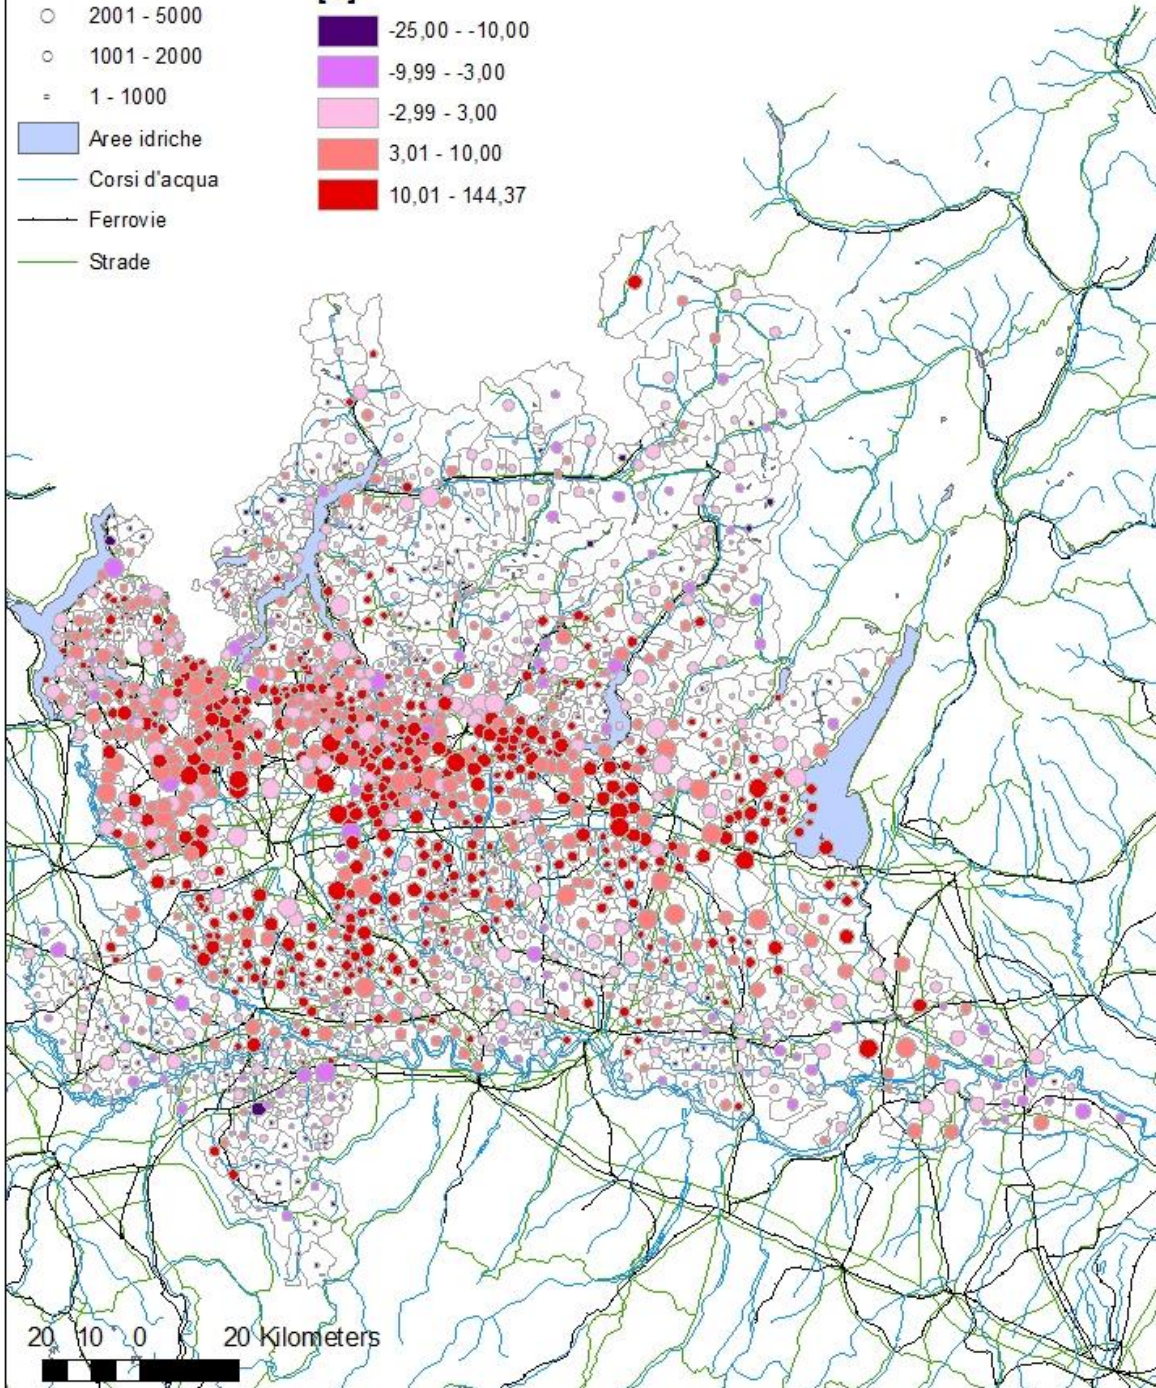 2001 - 5000
1001 - 2000
1 - 1000
Aree idriche
Corsi d'acqua
Ferrovie
Strade
-25,00 - -10,00
-9,99 - -3,00
-2,99 - 3,00
3,01 - 10,00
10,01 - 144,37
20 10 0 20 Kilometers